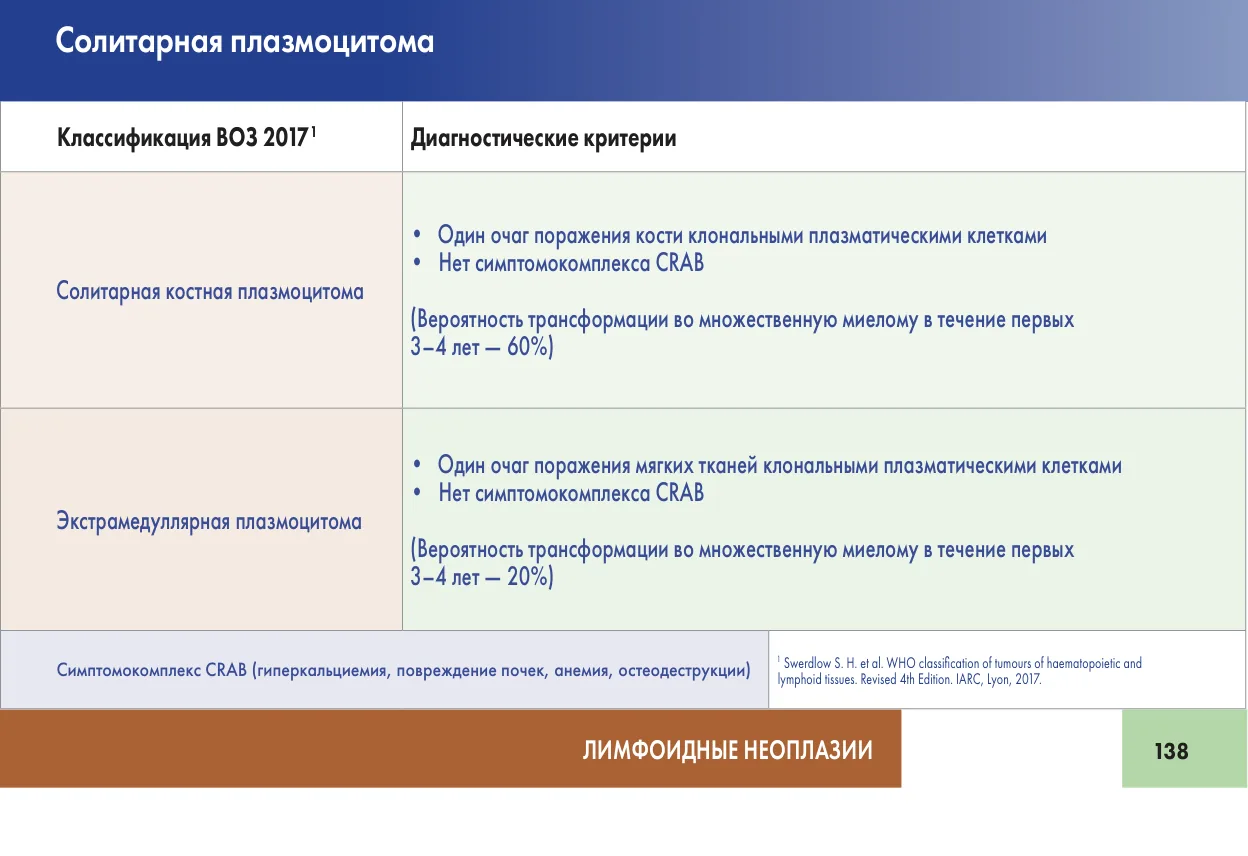 Солитарная плазмоцитома
Классификация ВОЗ 2017¹
Диагностические критерии
Солитарная костная плазмоцитома
• Один очаг поражения кости клональными плазматическими клетками
• Нет симптомокомплекса CRAB
(Вероятность трансформации во множественную миелому в течение первых
3–4 лет — 60%)
Экстрамедуллярная плазмоцитома
• Один очаг поражения мягких тканей клональными плазматическими клетками
• Нет симптомокомплекса CRAB
(Вероятность трансформации во множественную миелому в течение первых
3–4 лет — 20%)
Симптомокомплекс CRAB (гиперкальциемия, повреждение почек, анемия, остеодеструкции)
¹ Swerdlow S. H. et al. WHO classification of tumours of haematopoietic and
lymphoid tissues. Revised 4th Edition. IARC, Lyon, 2017.
ЛИМФОИДНЫЕ НЕОПЛАЗИИ
138